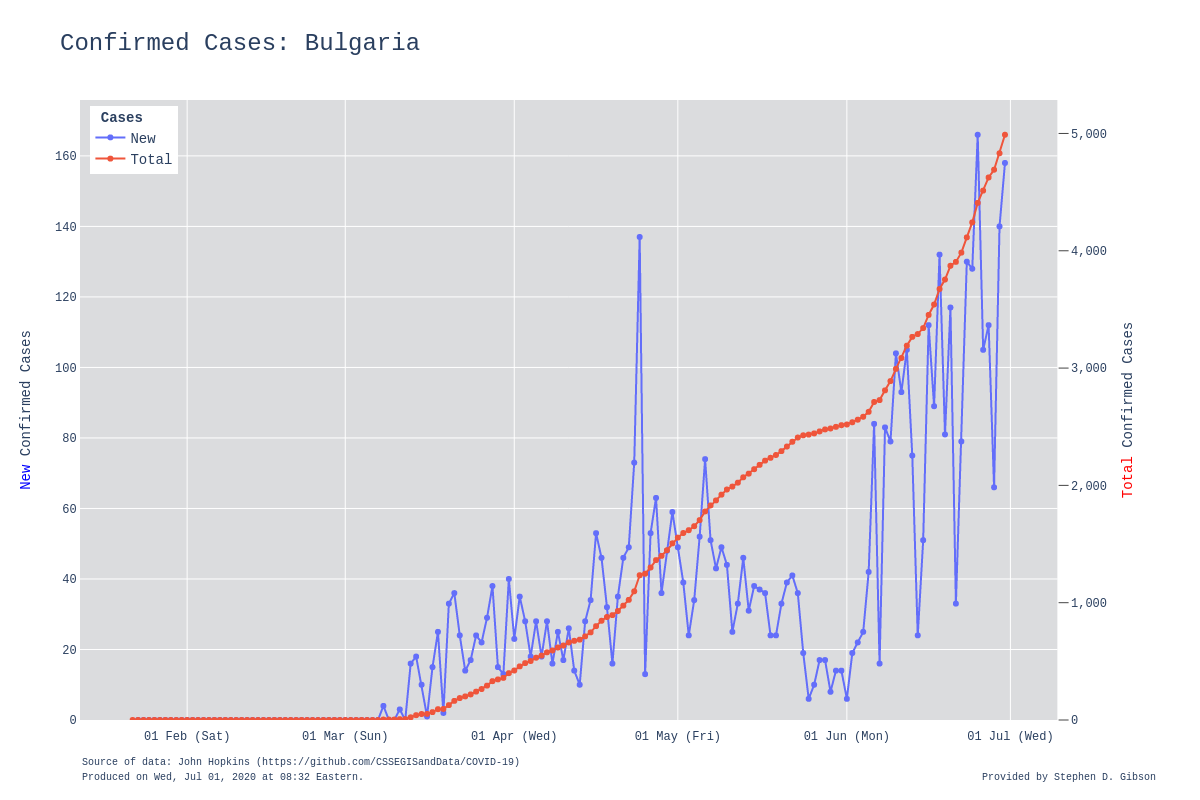 Confirmed Cases: Bulgaria
Cases
New
Total
160
140
120
100
80
60
40
20
0
5,000
4,000
3,000
2,000
1,000
0
New Confirmed Cases
Total Confirmed Cases
01 Feb (Sat)
01 Mar (Sun)
01 Apr (Wed)
01 May (Fri)
01 Jun (Mon)
01 Jul (Wed)
Source of data: John Hopkins (https://github.com/CSSEGISandData/COVID-19)
Produced on Wed, Jul 01, 2020 at 08:32 Eastern.
Provided by Stephen D. Gibson